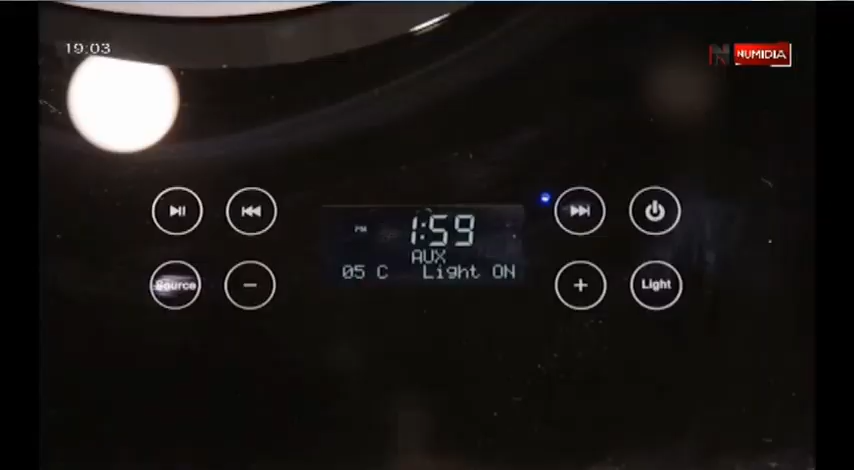 19:03
NUMIDIA
PM 1:59
AUX
05 C Light ON
Source
Light